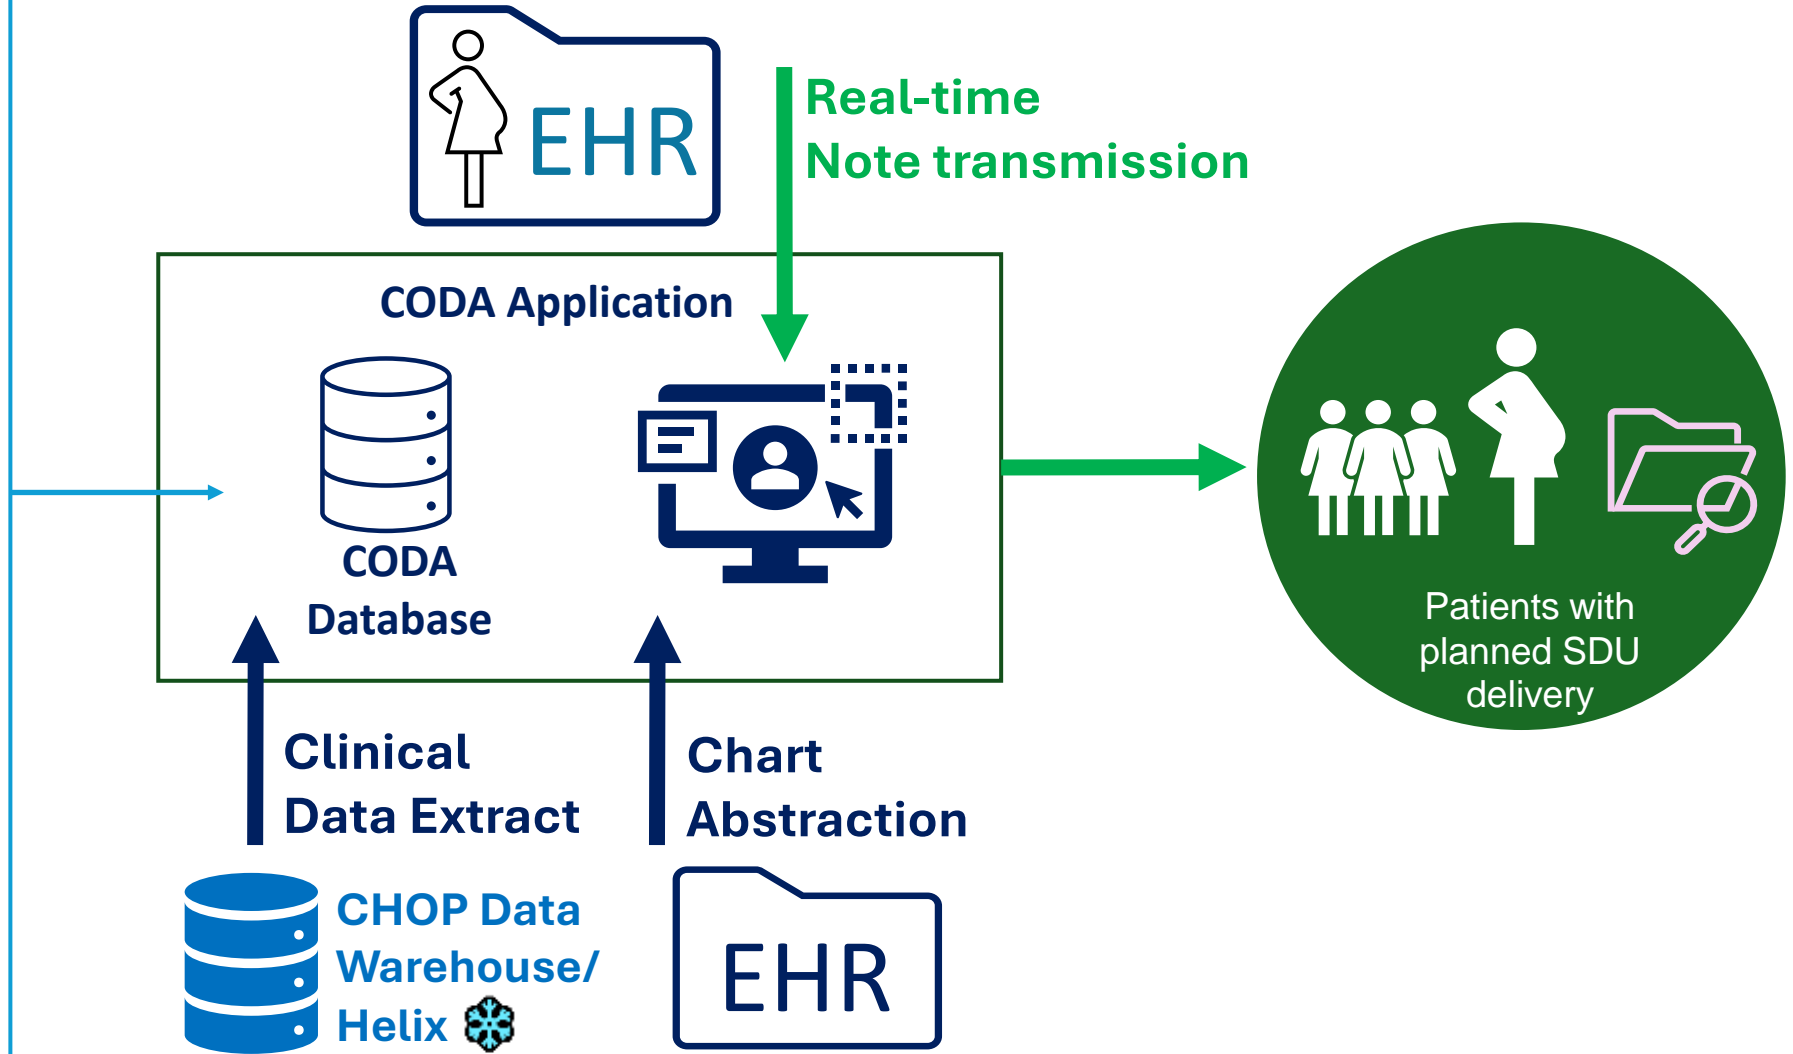 EHR
Real-time
Note transmission
CODA Application
CODA
Database
Patients with
planned SDU
delivery
Clinical
Data Extract
Chart
Abstraction
CHOP Data
Warehouse/
Helix
EHR